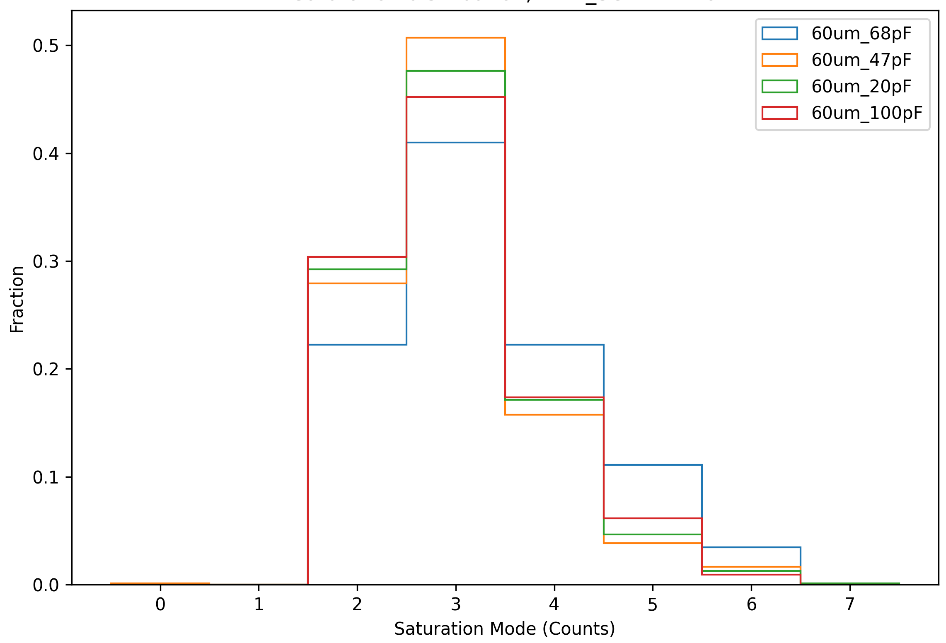 60um_68pF
60um_47pF
60um_20pF
60um_100pF
0.5
0.4
0.3
0.2
0.1
0.0
Fraction
0 1 2 3 4 5 6 7
Saturation Mode (Counts)